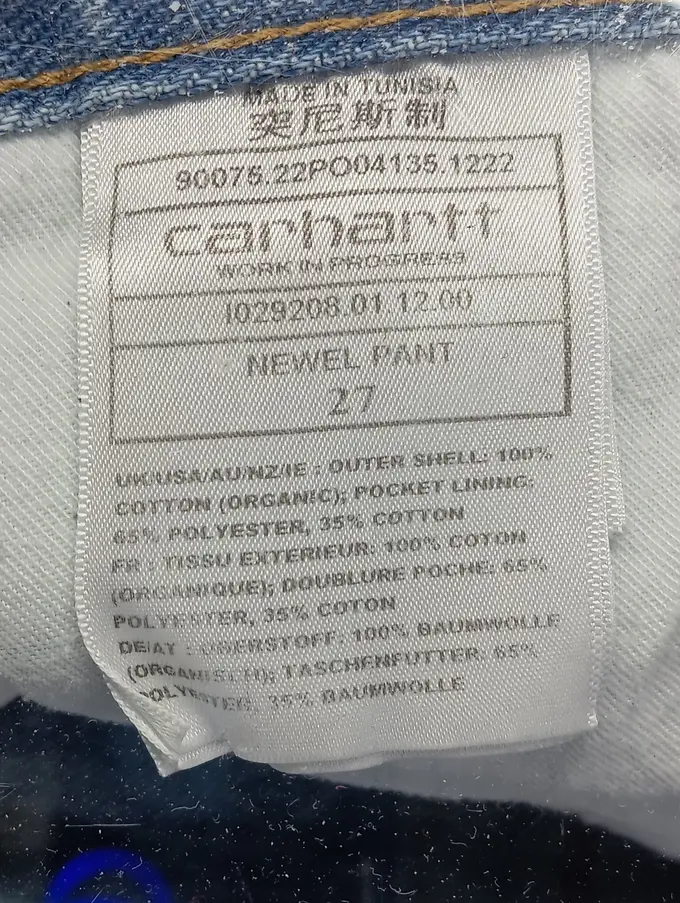 MADE IN TUNISIA
突尼斯制
90075.22PO04135.1222
carhartt
WORK IN PROGRESS
I029208.01.12.00
NEWEL PANT
27
UK/USA/AU/NZ/IE : OUTER SHELL: 100%
COTTON (ORGANIC); POCKET LINING:
65% POLYESTER, 35% COTTON
FR : TISSU EXTERIEUR: 100% COTON
(ORGANIQUE); DOUBLURE POCHE: 65%
POLYESTER, 35% COTON
DE/AT : OBERSTOFF: 100% BAUMWOLLE
(ORGANISCH); TASCHENFUTTER: 65%
POLYESTER, 35% BAUMWOLLE